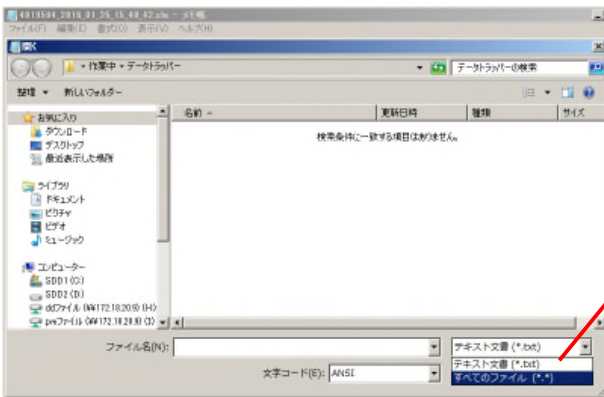 4819504_2018_01_25_15_48_42.xlsx - メモ帳
ファイル(F) 編集(E) 書式(O) 表示(V) ヘルプ(H)
開く
作業中 データトラッパー データトラッパーの検索
整理 新しいフォルダー
お気に入り
ダウンロード
デスクトップ
最近表示した場所
ライブラリ
ドキュメント
ピクチャ
ビデオ
ミュージック
コンピューター
SDD1 (C:)
SDD2 (D:)
名前 更新日時 種類 サイズ
検索条件に一致する項目はありません。
ファイル名(N): テキスト文書 (*.txt)
テキスト文書 (*.txt)
すべてのファイル (*.*)
文字コード(E): ANSI